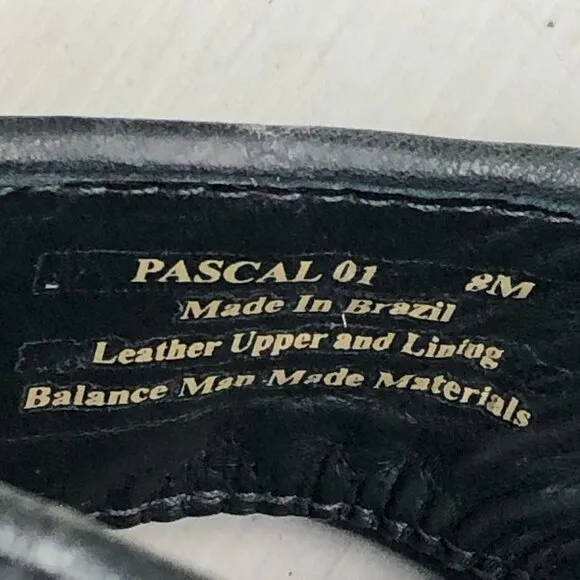 PASCAL 01 8M
Made In Brazil
Leather Upper and Lining
Balance Man Made Materials